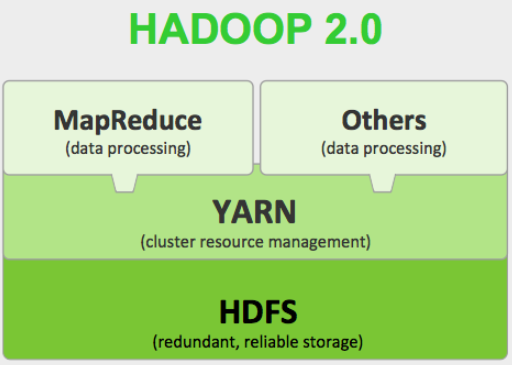 HADOOP 2.0
MapReduce
(data processing)
Others
(data processing)
YARN
(cluster resource management)
HDFS
(redundant, reliable storage)